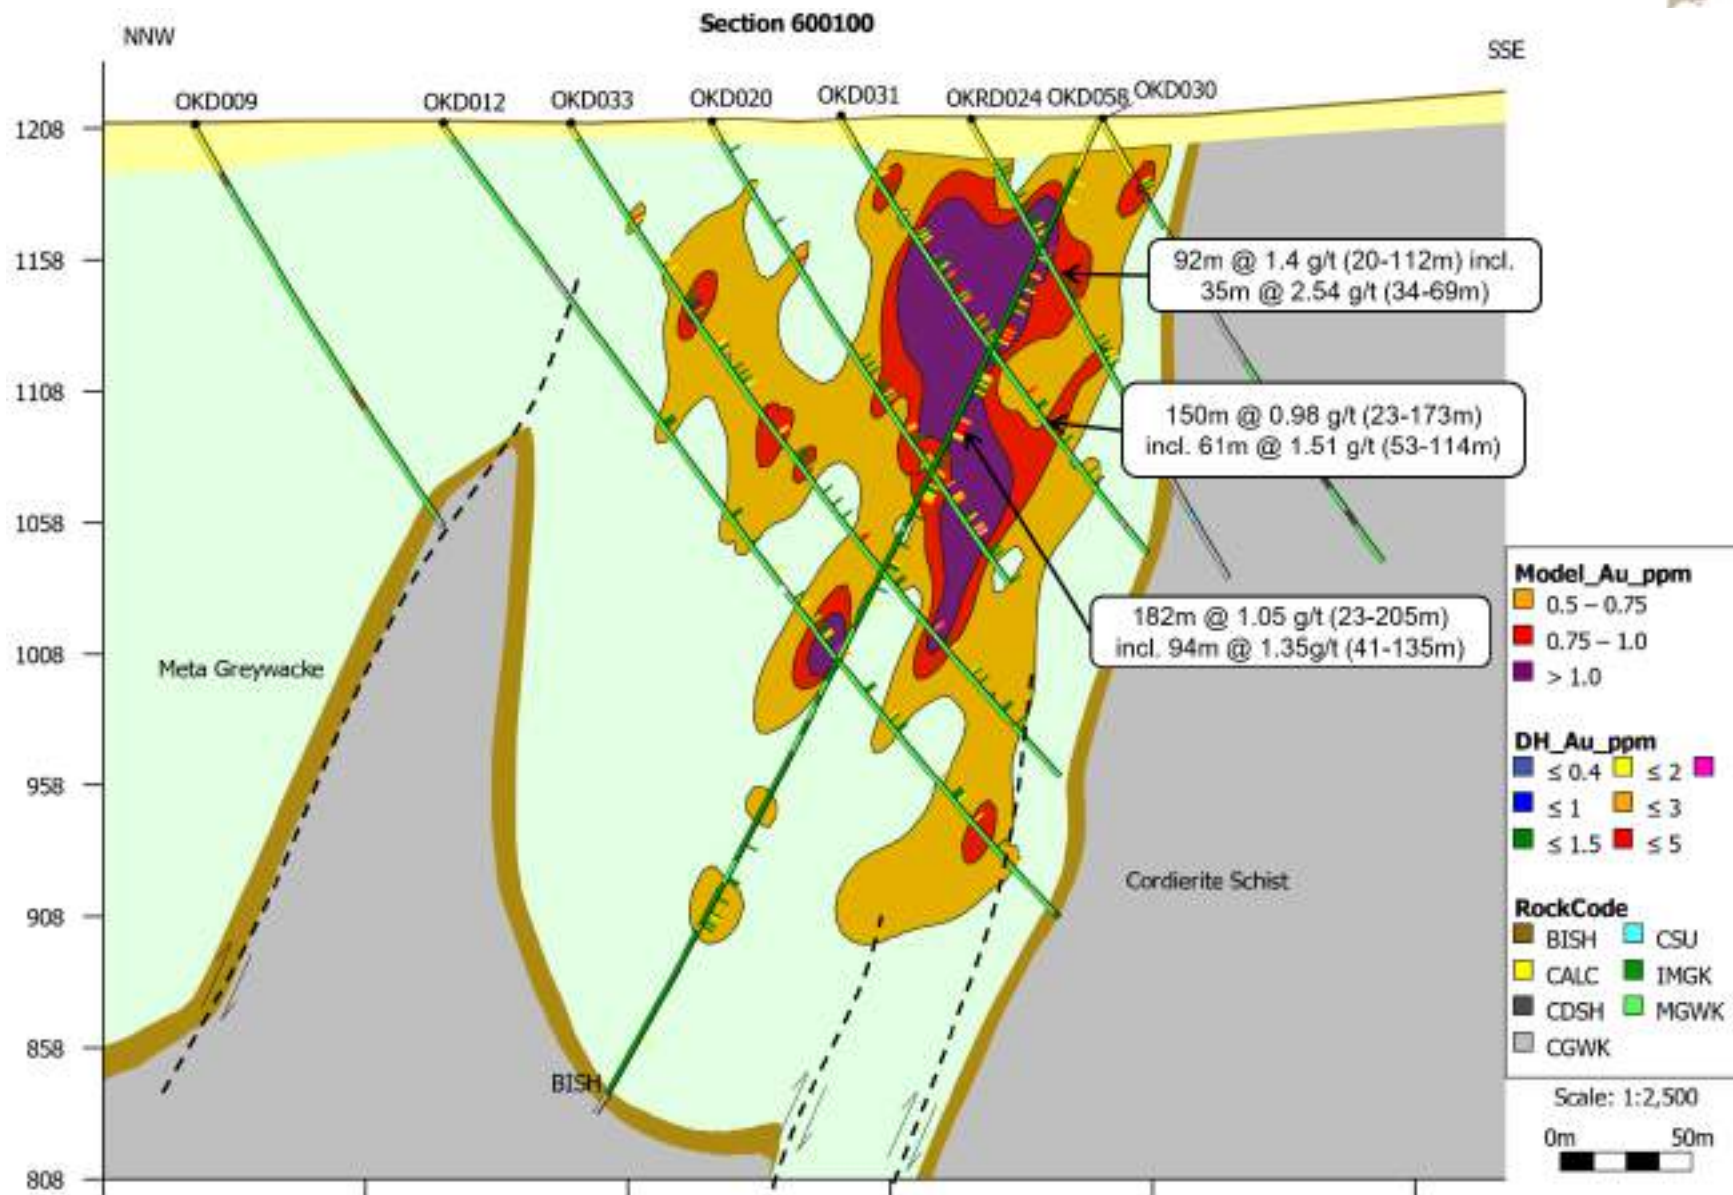 Section 600100
NNW
SSE
OKD009
OKD012
OKD033
OKD020
OKD031
OKRD024
OKD058
OKD030
1208
1158
1108
1058
1008
958
908
858
808
92m @ 1.4 g/t (20-112m) incl.
35m @ 2.54 g/t (34-69m)
150m @ 0.98 g/t (23-173m)
incl. 61m @ 1.51 g/t (53-114m)
182m @ 1.05 g/t (23-205m)
incl. 94m @ 1.35g/t (41-135m)
Meta Greywacke
Cordierite Schist
BISH
Model_Au_ppm
0.5 – 0.75
0.75 – 1.0
> 1.0
DH_Au_ppm
≤ 0.4 ≤ 2
≤ 1 ≤ 3
≤ 1.5 ≤ 5
RockCode
BISH CSU
CALC IMGK
CDSH MGWK
CGWK
Scale: 1:2,500
0m 50m